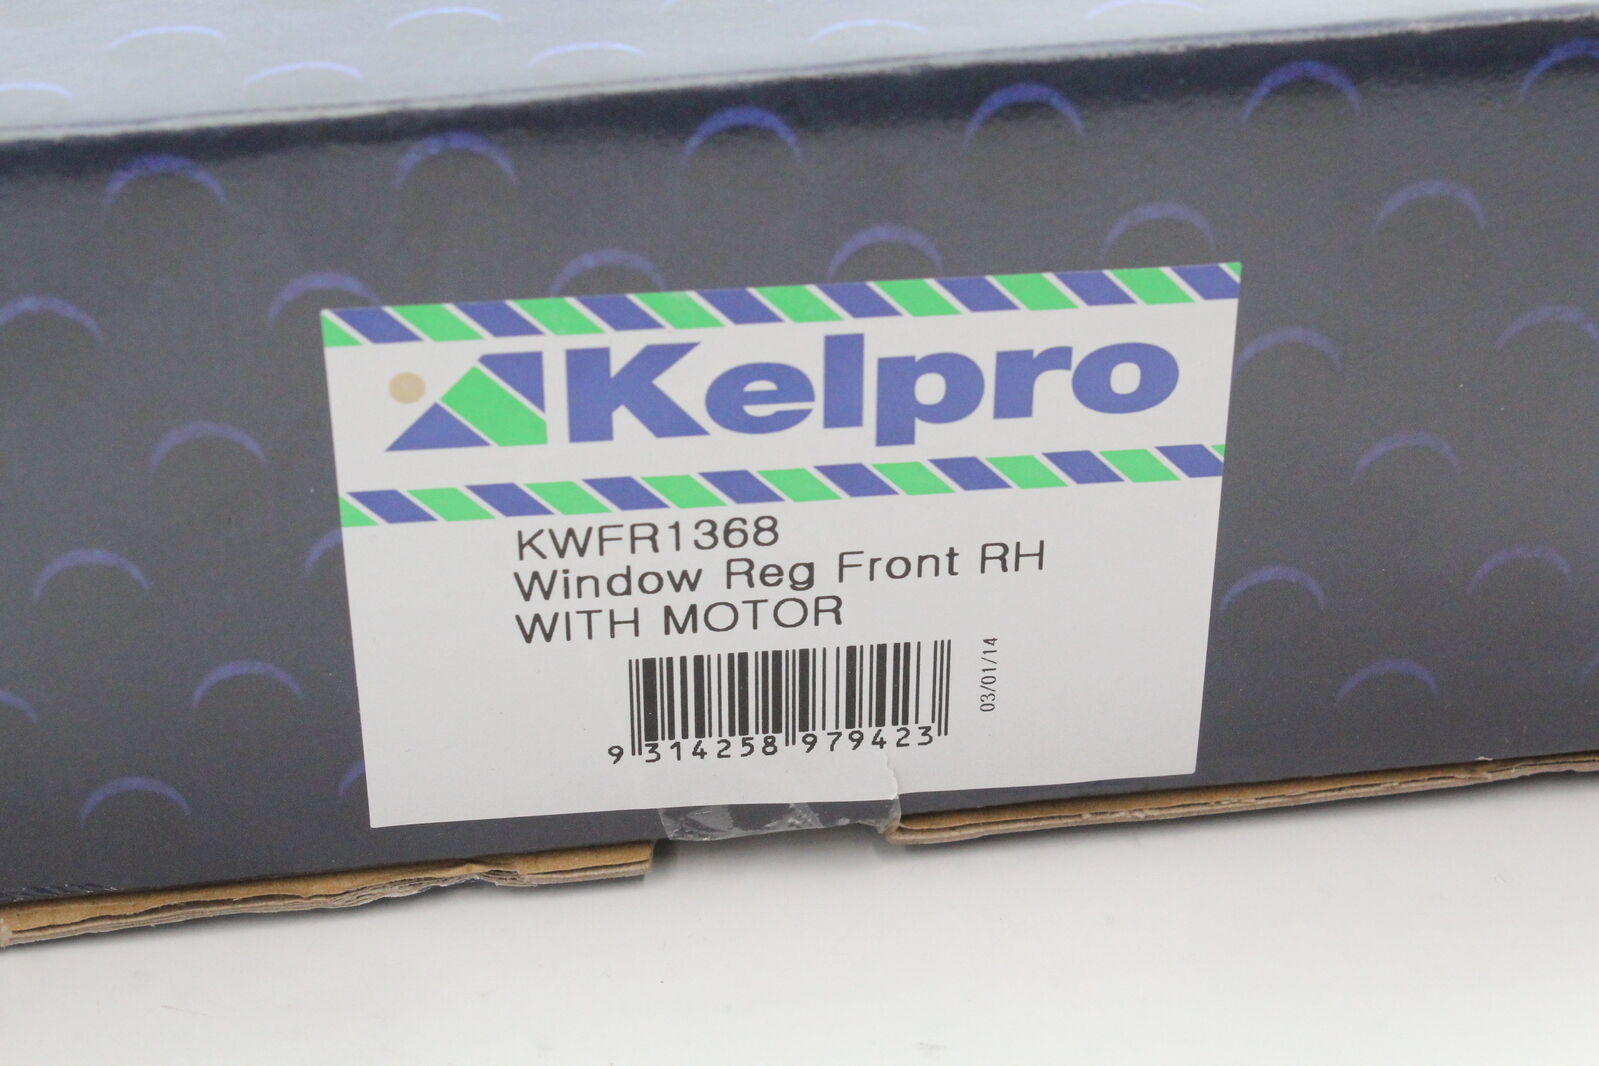 Kelpro
KWFR1368
Window Reg Front RH
WITH MOTOR
03/01/14
9 314258 979423